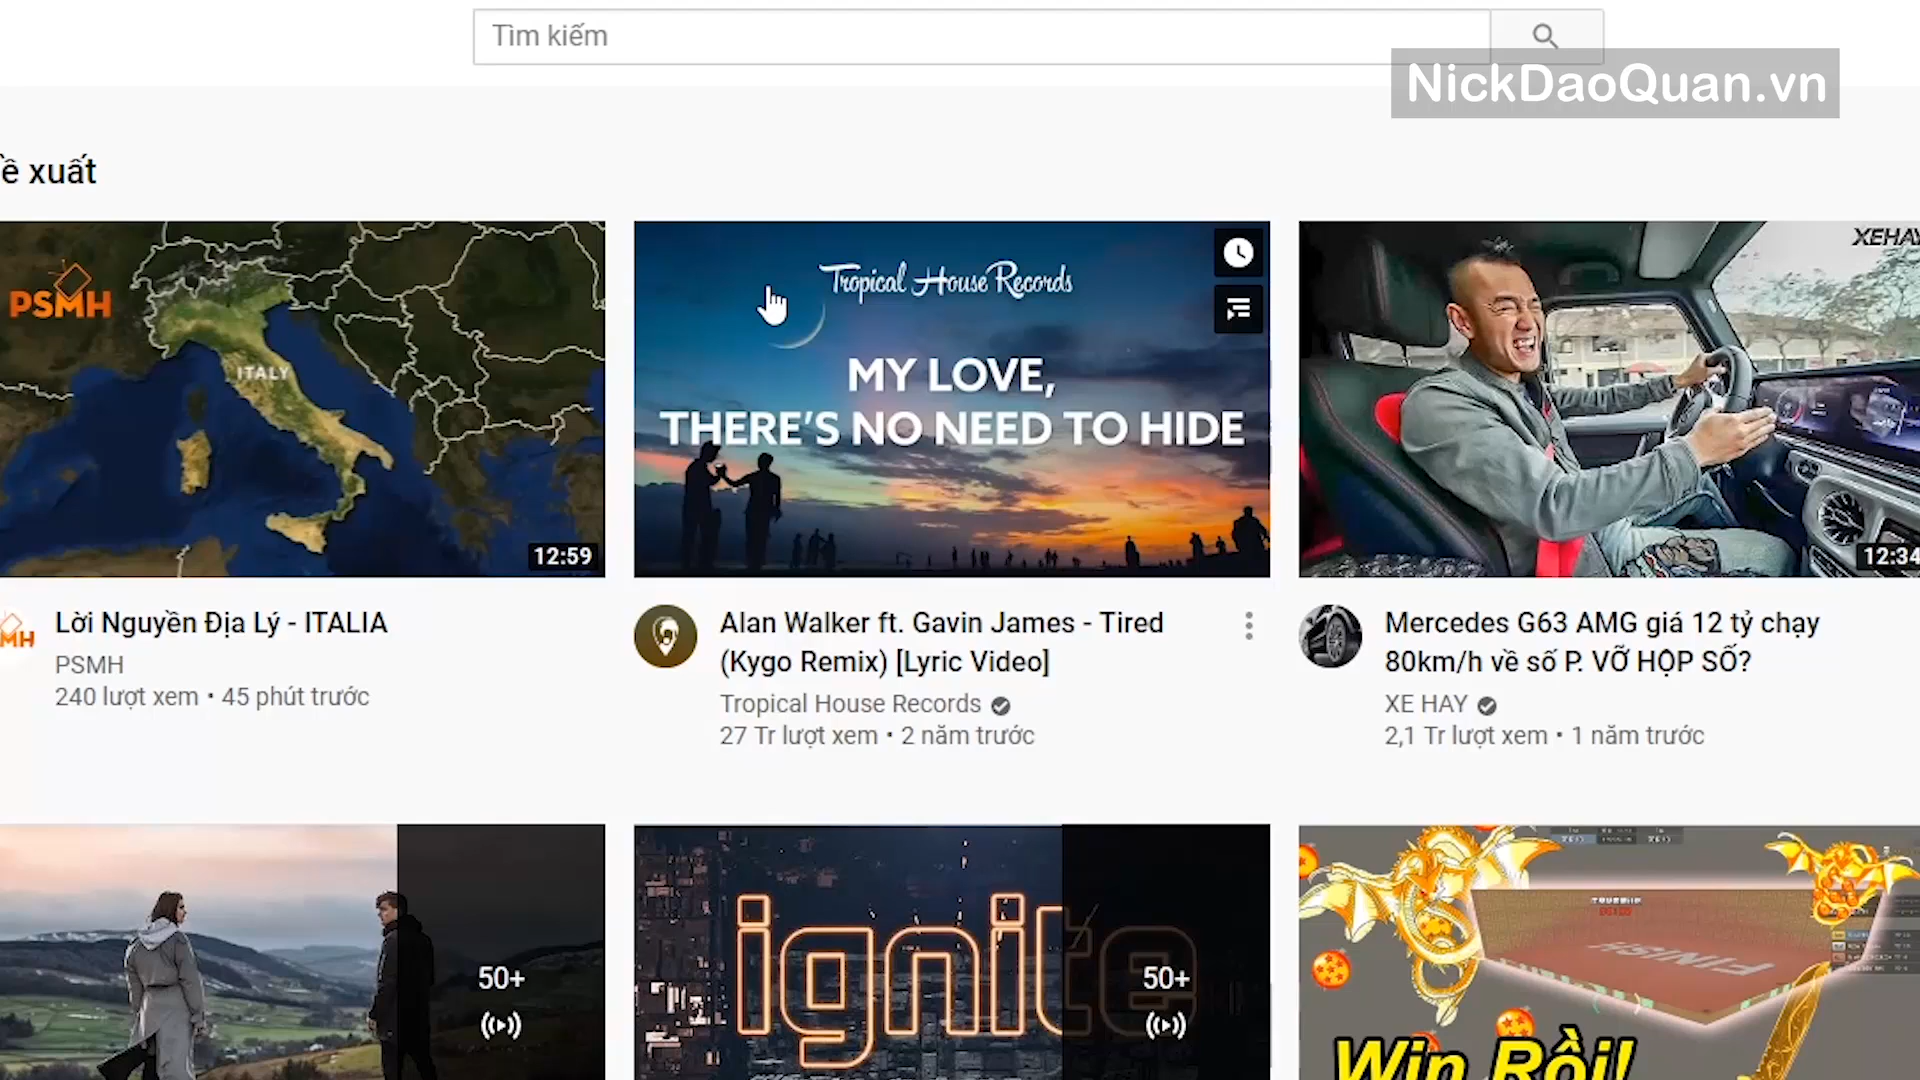 Tìm kiếm
NickDaoQuan.vn
ề xuất
PSMH
ITALY
12:59
Tropical House Records
MY LOVE,
THERE'S NO NEED TO HIDE
XEHAY
12:34
MH
Lời Nguyền Địa Lý - ITALIA
PSMH
240 lượt xem • 45 phút trước
Alan Walker ft. Gavin James - Tired
(Kygo Remix) [Lyric Video]
Tropical House Records
27 Tr lượt xem • 2 năm trước
Mercedes G63 AMG giá 12 tỷ chạy
80km/h về số P. VỠ HỘP SỐ?
XE HAY
2,1 Tr lượt xem • 1 năm trước
50+
ignite
50+
FINISH
Win Rồi!